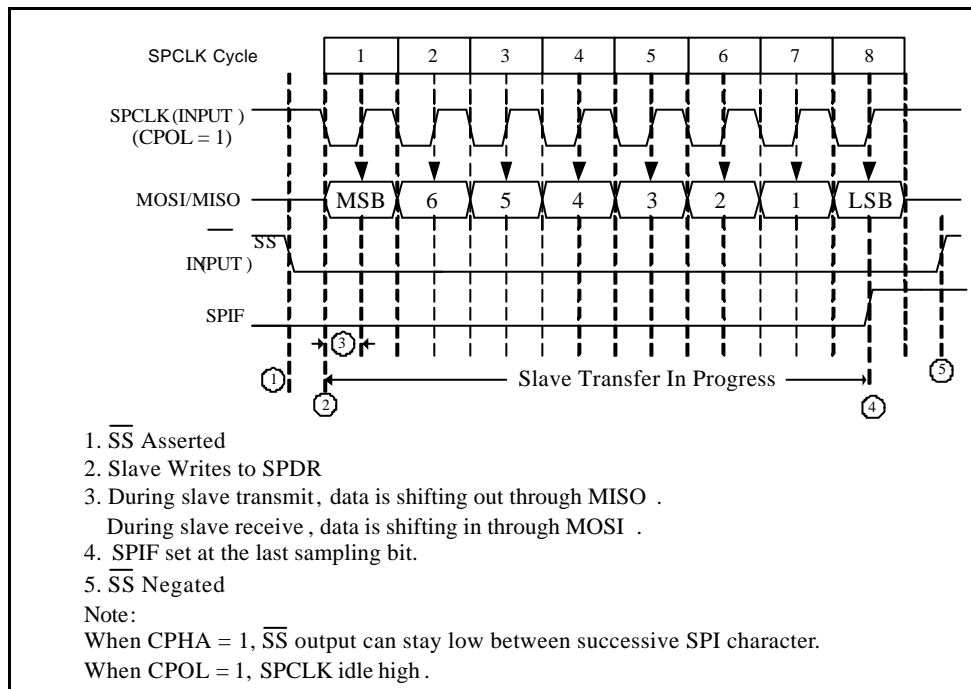 SPCLK Cycle 1 2 3 4 5 6 7 8
SPCLK (INPUT )
(CPOL = 1)
MOSI/MISO MSB 6 5 4 3 2 1 LSB
SS
IN(PUT )
SPIF
3
1 Slave Transfer In Progress 5
2 4
1. SS Asserted
2. Slave Writes to SPDR
3. During slave transmit, data is shifting out through MISO .
During slave receive , data is shifting in through MOSI .
4. SPIF set at the last sampling bit.
5. SS Negated
Note:
When CPHA = 1, SS output can stay low between successive SPI character.
When CPOL = 1, SPCLK idle high .